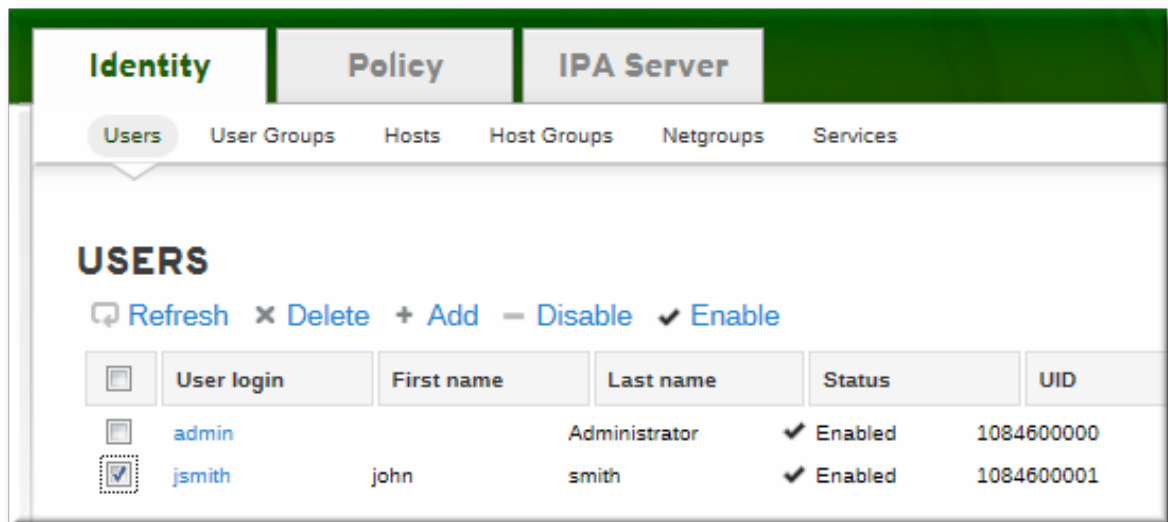 Identity Policy IPA Server
Users User Groups Hosts Host Groups Netgroups Services
USERS
Refresh Delete Add Disable Enable
User login First name Last name Status UID
admin Administrator Enabled 1084600000
jsmith john smith Enabled 1084600001